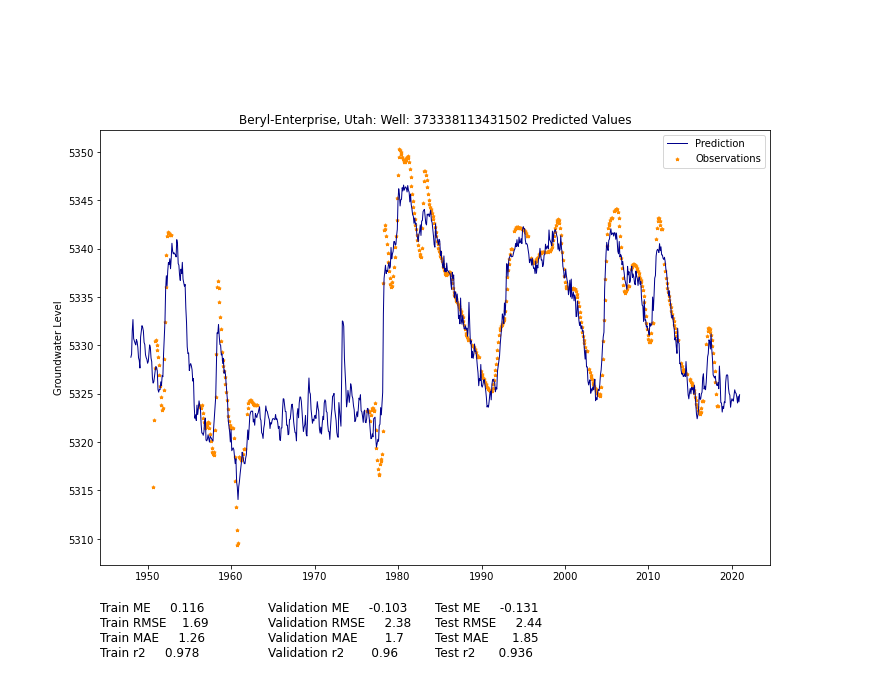 Beryl-Enterprise, Utah: Well: 373338113431502 Predicted Values
Prediction
Observations
Groundwater Level
5350
5345
5340
5335
5330
5325
5320
5315
5310
1950 1960 1970 1980 1990 2000 2010 2020
Train ME 0.116 Validation ME -0.103 Test ME -0.131
Train RMSE 1.69 Validation RMSE 2.38 Test RMSE 2.44
Train MAE 1.26 Validation MAE 1.7 Test MAE 1.85
Train r2 0.978 Validation r2 0.96 Test r2 0.936